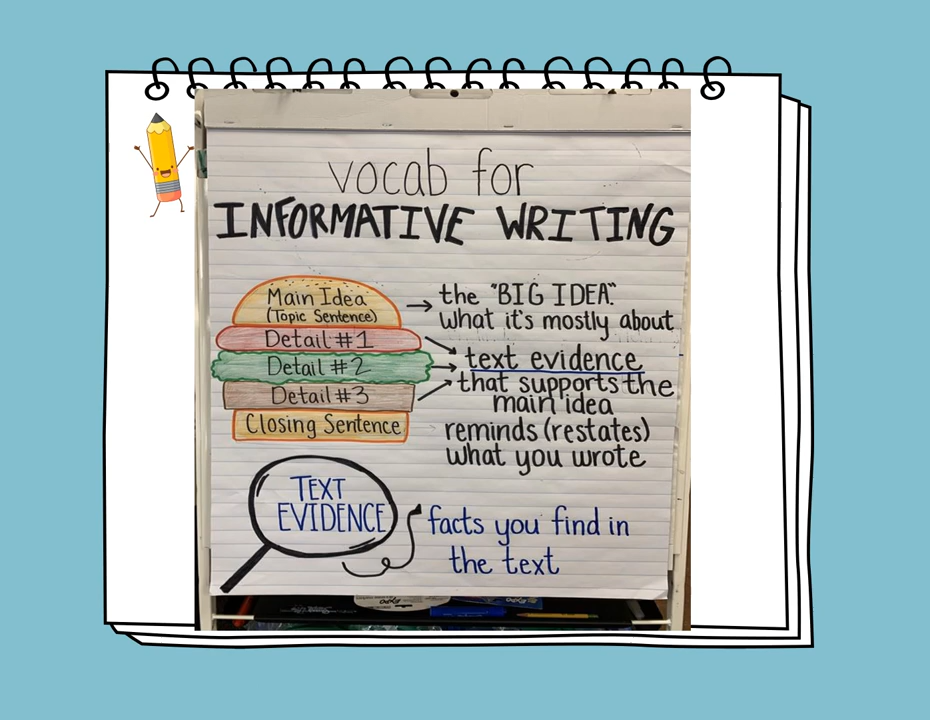 vocab for
INFORMATIVE WRITING
Main Idea
(Topic Sentence)
Detail #1
Detail #2
Detail #3
Closing Sentence
the "BIG IDEA."
what it's mostly about
text evidence
that supports the
main idea
reminds (restates)
what you wrote
TEXT
EVIDENCE
facts you find in
the text